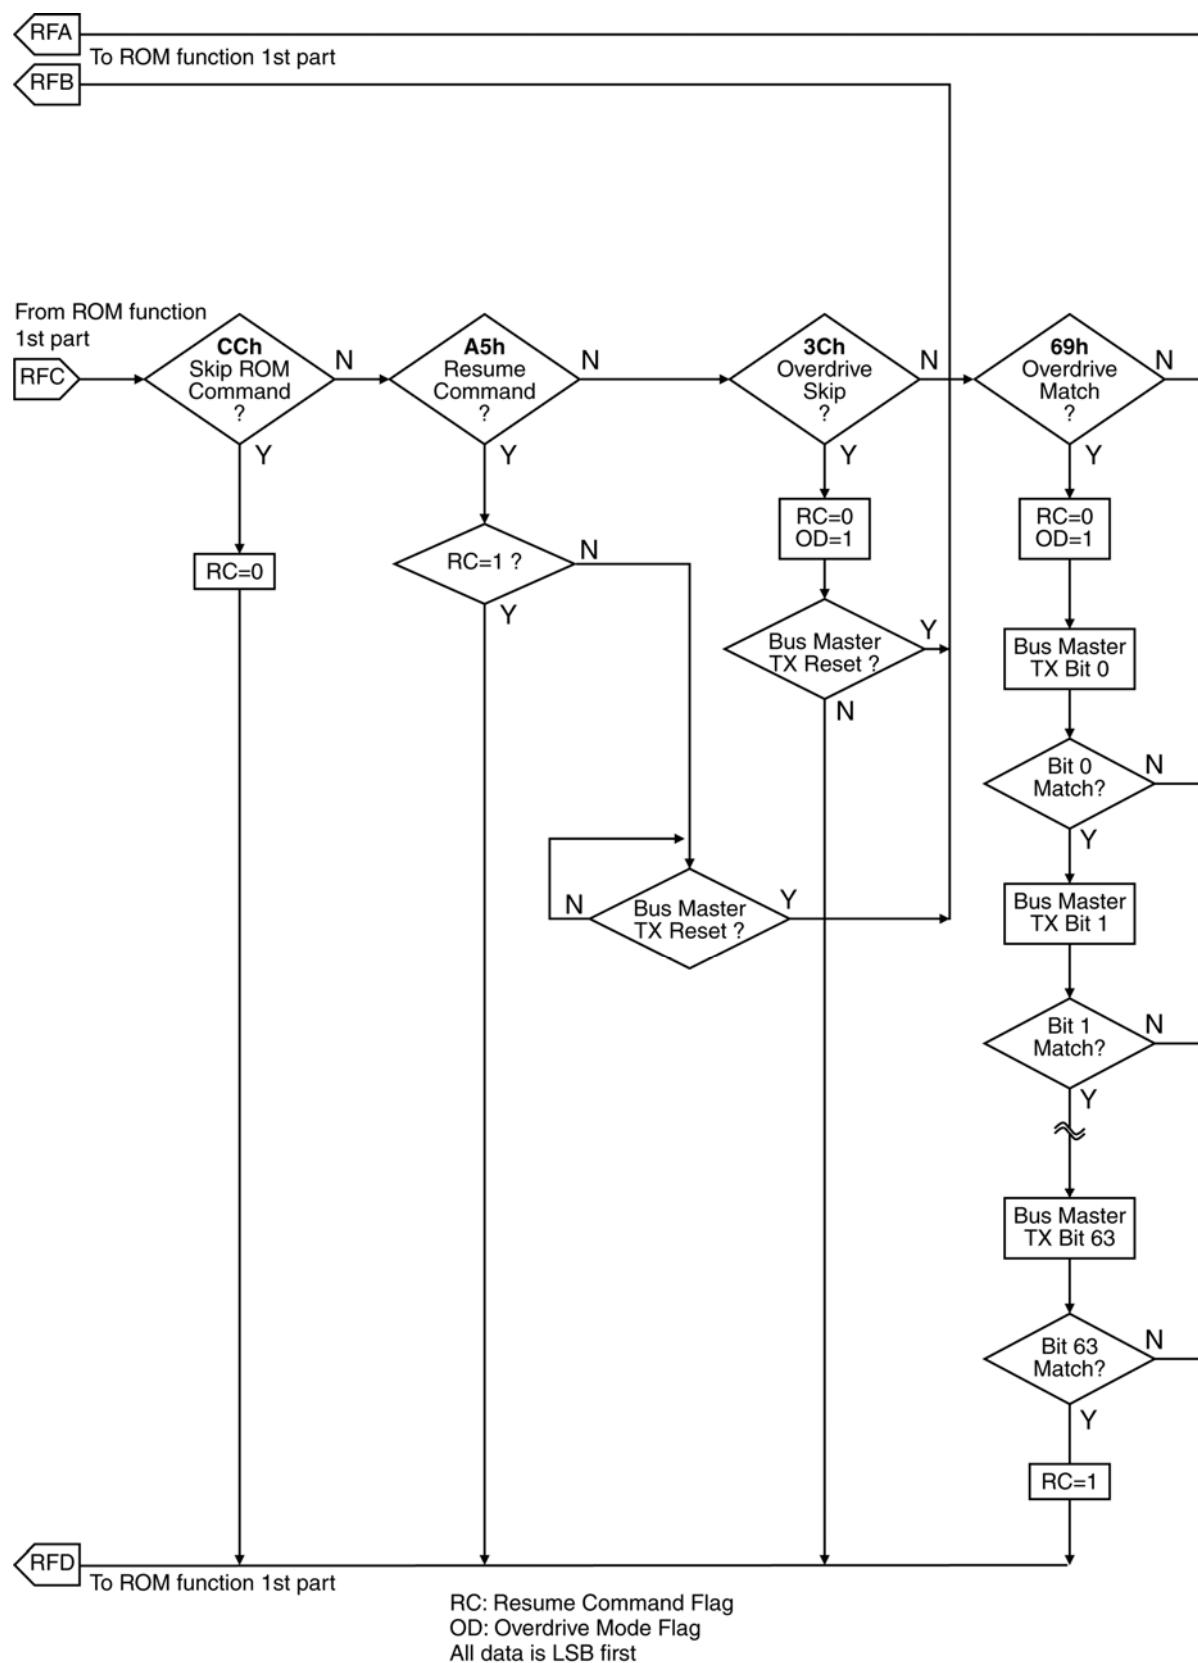 RFA
To ROM function 1st part
RFB
From ROM function
1st part
RFC
CCh
Skip ROM
Command
?
N
Y
A5h
Resume
Command
?
N
Y
3Ch
Overdrive
Skip
?
N
Y
69h
Overdrive
Match
?
N
Y
RC=0
RC=1 ?
N
Y
RC=0
OD=1
RC=0
OD=1
Bus Master
TX Reset ?
Y
N
Bus Master
TX Bit 0
Bit 0
Match?
N
Y
Bus Master
TX Reset ?
N
Y
Bus Master
TX Bit 1
Bit 1
Match?
N
Y
Bus Master
TX Bit 63
Bit 63
Match?
N
Y
RC=1
RFD
To ROM function 1st part
RC: Resume Command Flag
OD: Overdrive Mode Flag
All data is LSB first